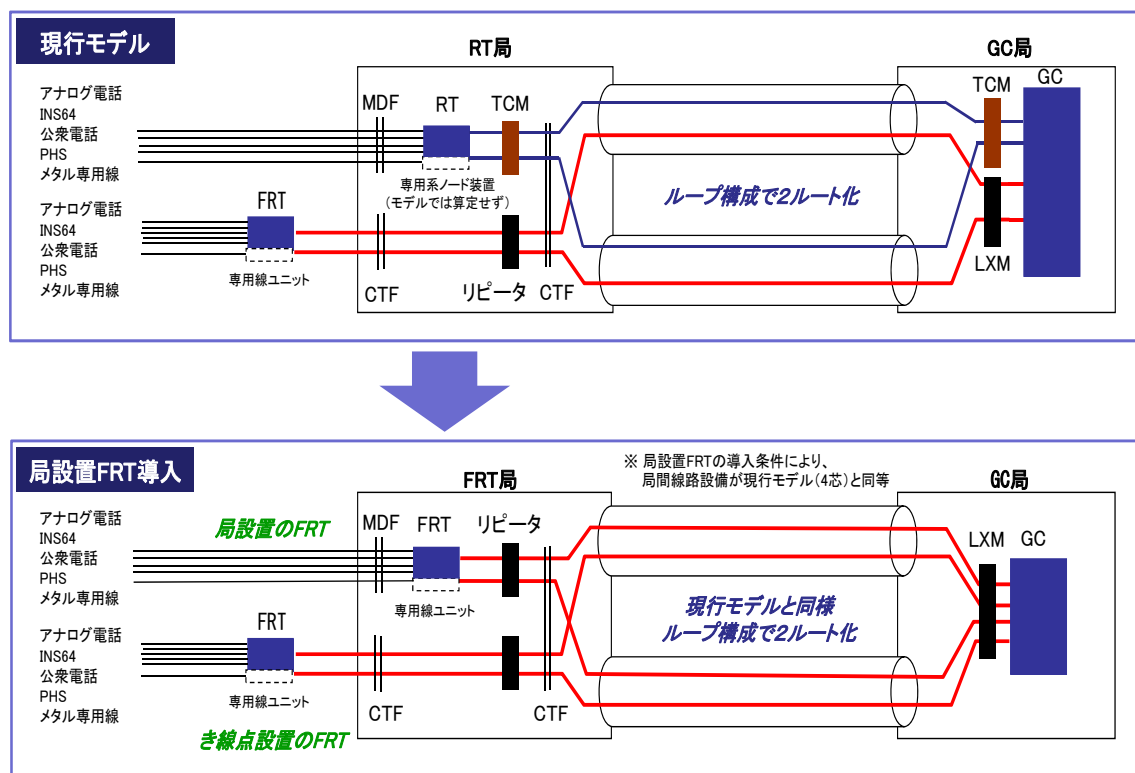 現行モデル
RT局
GC局
アナログ電話
INS64
公衆電話
PHS
メタル専用線
MDF
RT
TCM
TCM
GC
専用系ノード装置
(モデルでは算定せず)
ループ構成で2ルート化
アナログ電話
INS64
公衆電話
PHS
メタル専用線
FRT
専用線ユニット
CTF
リピータ
CTF
LXM
局設置FRT導入
FRT局
※ 局設置FRTの導入条件により、
局間線路設備が現行モデル(4芯)と同等
GC局
アナログ電話
INS64
公衆電話
PHS
メタル専用線
局設置のFRT
MDF
FRT
リピータ
LXM
GC
専用線ユニット
現行モデルと同様
ループ構成で2ルート化
アナログ電話
INS64
公衆電話
PHS
メタル専用線
FRT
専用線ユニット
CTF
CTF
き線点設置のFRT